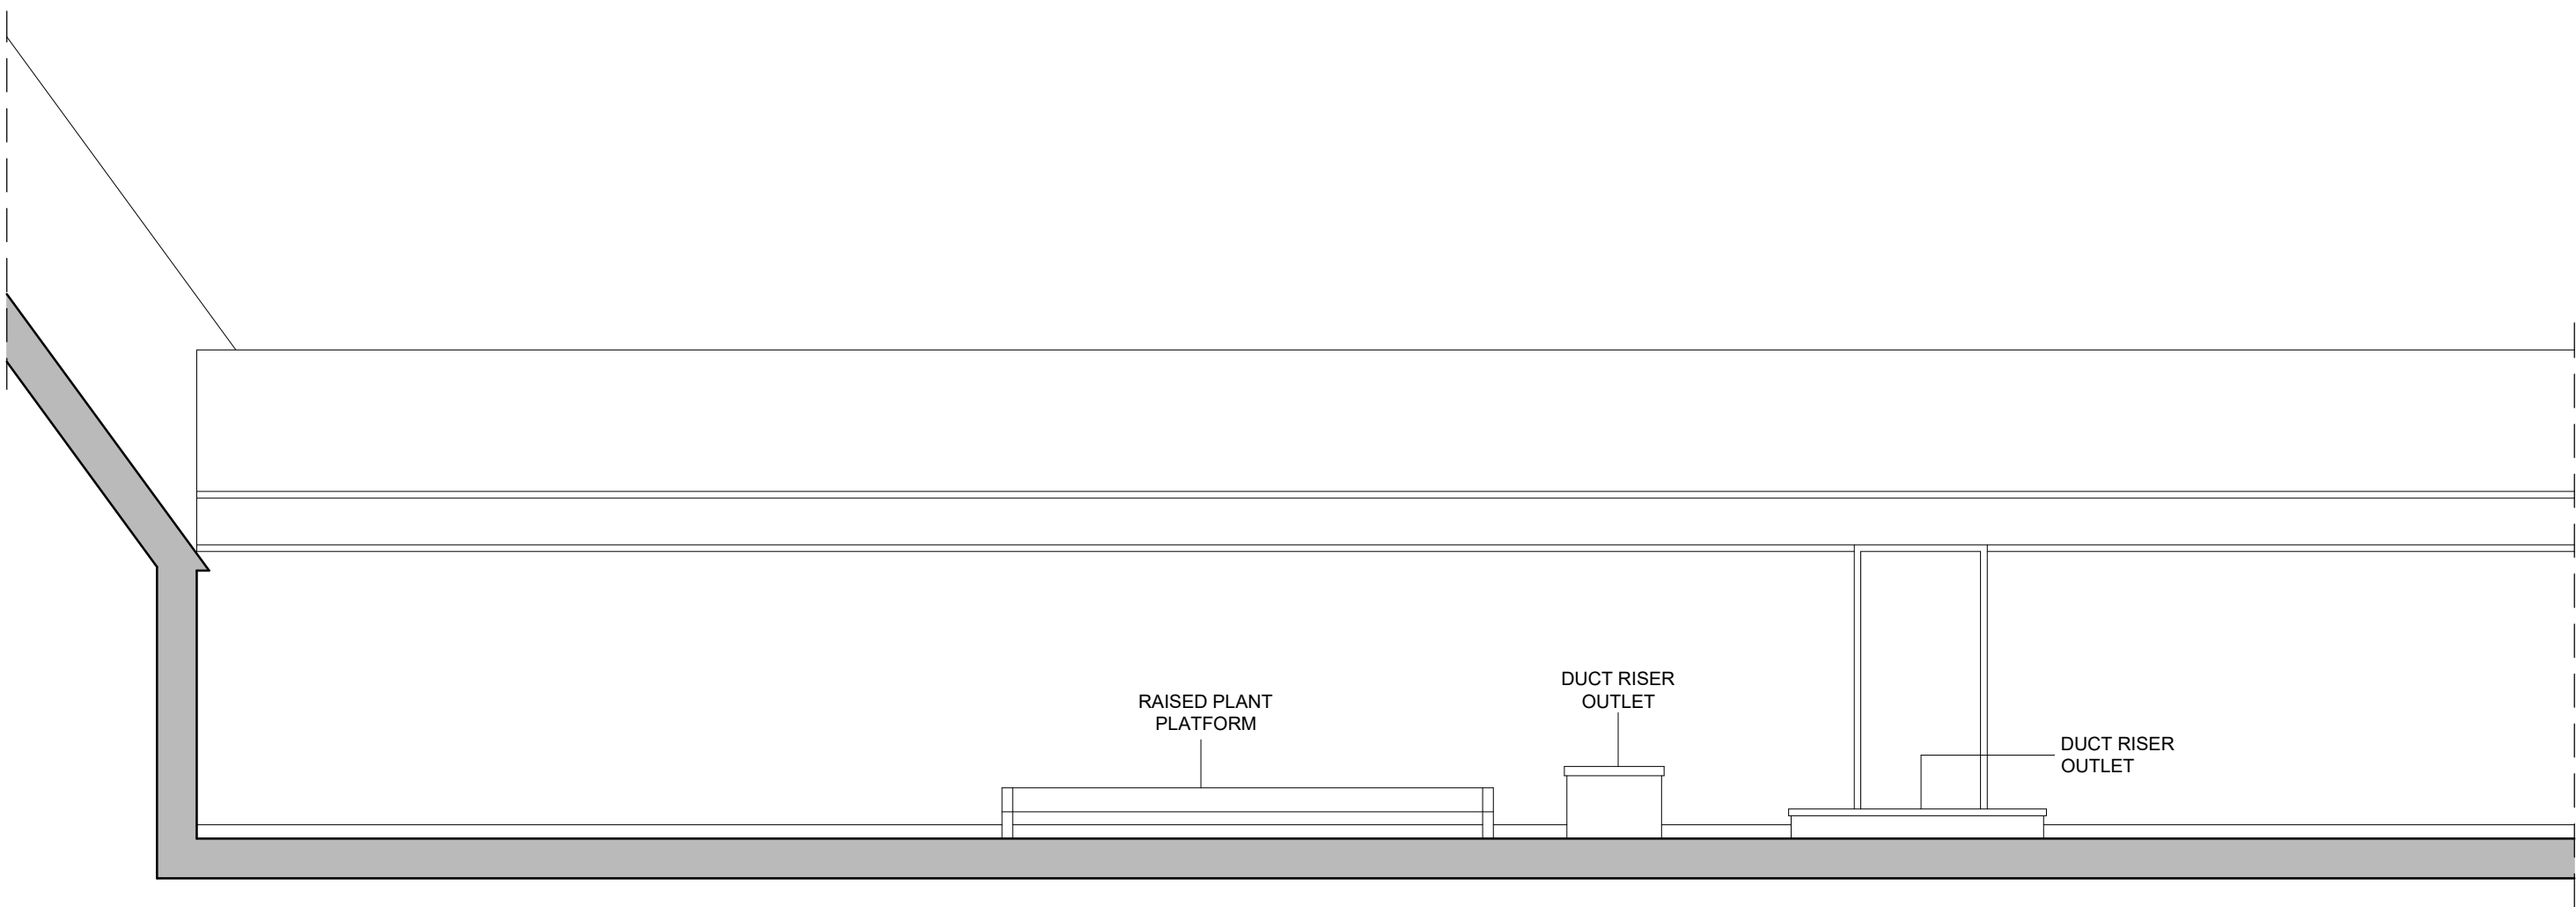 RAISED PLANT
PLATFORM
DUCT RISER
OUTLET
DUCT RISER
OUTLET